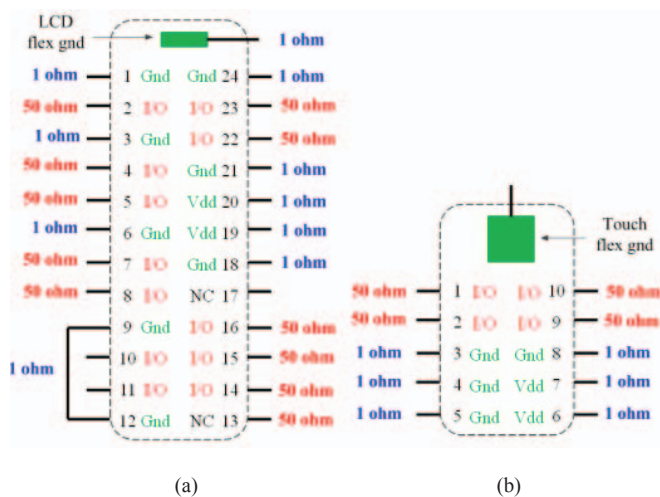 LCD
flex gnd
1 ohm
1 ohm 1 Gnd Gnd 24 1 ohm
50 ohm 2 I/O I/O 23 50 ohm
1 ohm 3 Gnd I/O 22 50 ohm
50 ohm 4 I/O Gnd 21 1 ohm
50 ohm 5 I/O Vdd 20 1 ohm
1 ohm 6 Gnd Vdd 19 1 ohm
50 ohm 7 I/O Gnd 18 1 ohm
50 ohm 8 I/O NC 17
9 Gnd I/O 16 50 ohm
1 ohm 10 I/O I/O 15 50 ohm
11 I/O I/O 14 50 ohm
12 Gnd NC 13 50 ohm
(a)
Touch
flex gnd
50 ohm 1 I/O I/O 10 50 ohm
50 ohm 2 I/O I/O 9 50 ohm
1 ohm 3 Gnd Gnd 8 1 ohm
1 ohm 4 Gnd Vdd 7 1 ohm
1 ohm 5 Gnd Vdd 6 1 ohm
(b)